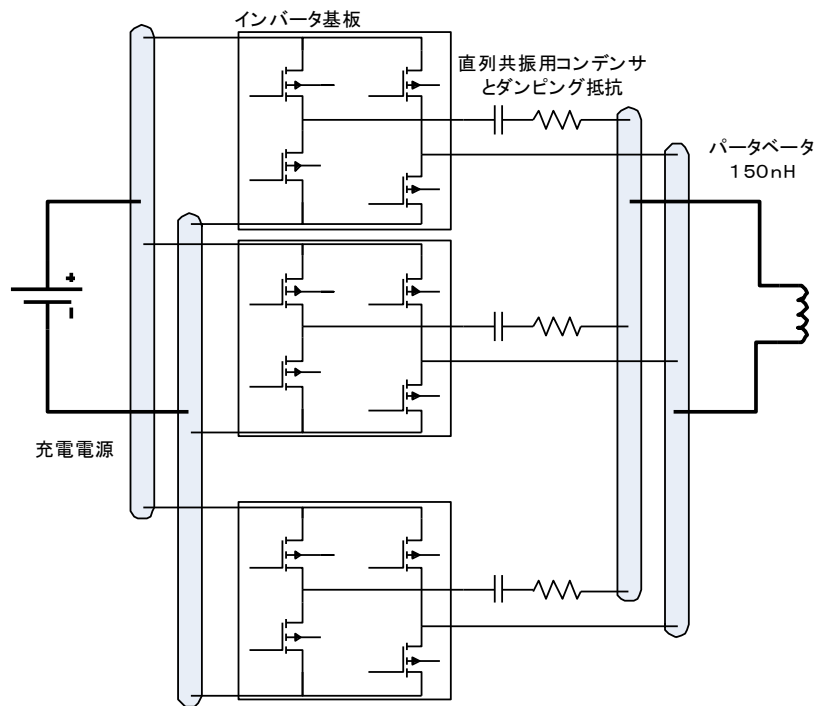 インバータ基板
直列共振用コンデンサ
とダンピング抵抗
パータベータ
１５０ｎＨ
+
-
充電電源